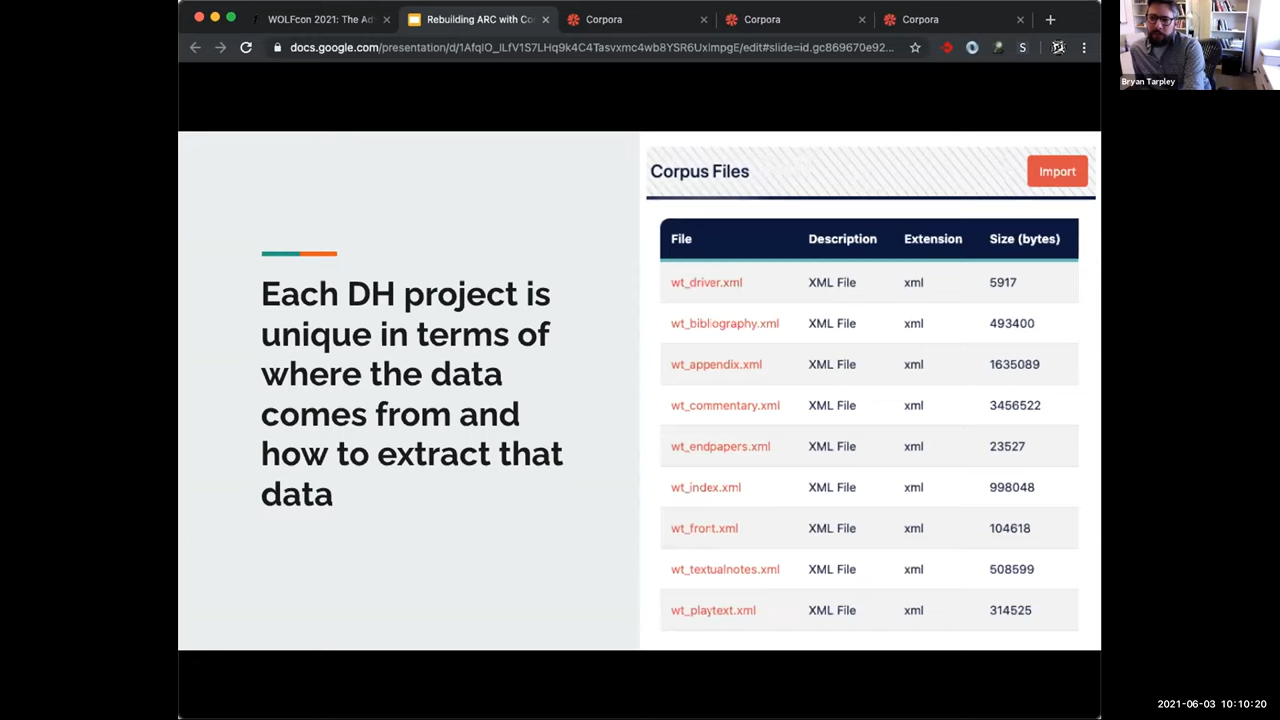 WOLFcon 2021: The Ad
Rebuilding ARC with Co
Corpora
Corpora
Corpora
docs.google.com/presentation/d/1AfqIO_ILfV1S7LHq9k4C4Tasvxmc4wb8YSR6UxImpgE/edit#slide=id.gc869670e92...
S
Bryan Tarpley
Each DH project is
unique in terms of
where the data
comes from and
how to extract that
data
Corpus Files
Import
File Description Extension Size (bytes)
wt_driver.xml XML File xml 5917
wt_bibliography.xml XML File xml 493400
wt_appendix.xml XML File xml 1635089
wt_commentary.xml XML File xml 3456522
wt_endpapers.xml XML File xml 23527
wt_index.xml XML File xml 998048
wt_front.xml XML File xml 104618
wt_textualnotes.xml XML File xml 508599
wt_playtext.xml XML File xml 314525
2021-06-03 10:10:20